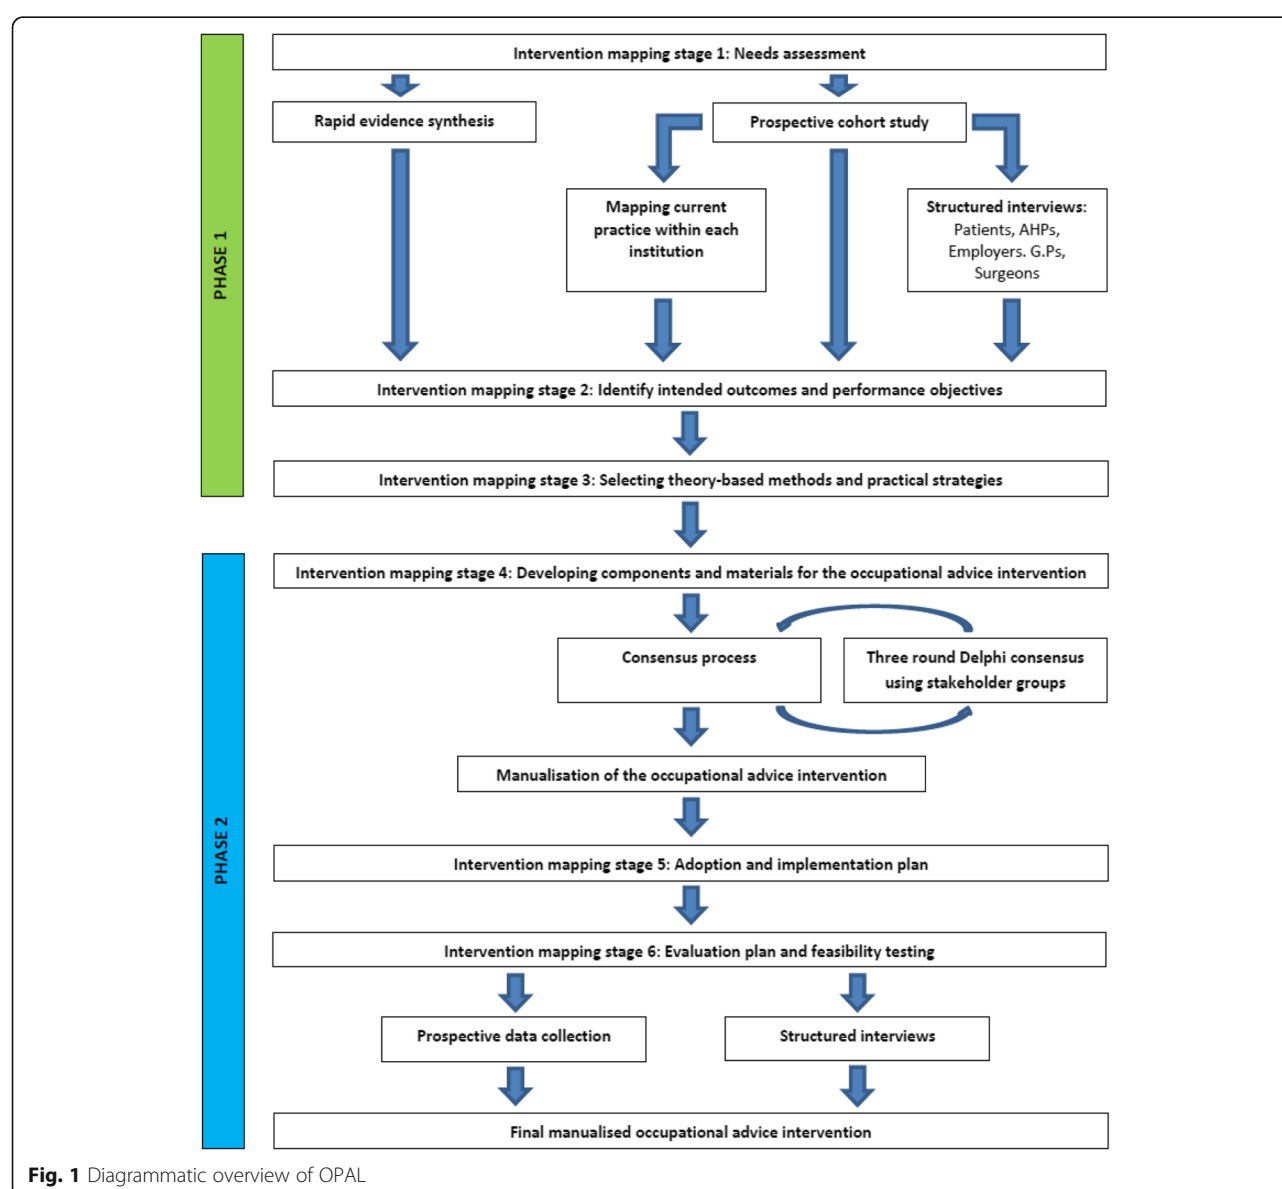 PHASE 1
Intervention mapping stage 1: Needs assessment
Rapid evidence synthesis
Prospective cohort study
Mapping current
practice within each
institution
Structured interviews:
Patients, AHPs,
Employers. G.Ps,
Surgeons
Intervention mapping stage 2: Identify intended outcomes and performance objectives
Intervention mapping stage 3: Selecting theory-based methods and practical strategies
PHASE 2
Intervention mapping stage 4: Developing components and materials for the occupational advice intervention
Consensus process
Three round Delphi consensus
using stakeholder groups
Manualisation of the occupational advice intervention
Intervention mapping stage 5: Adoption and implementation plan
Intervention mapping stage 6: Evaluation plan and feasibility testing
Prospective data collection
Structured interviews
Final manualised occupational advice intervention
Fig. 1 Diagrammatic overview of OPAL